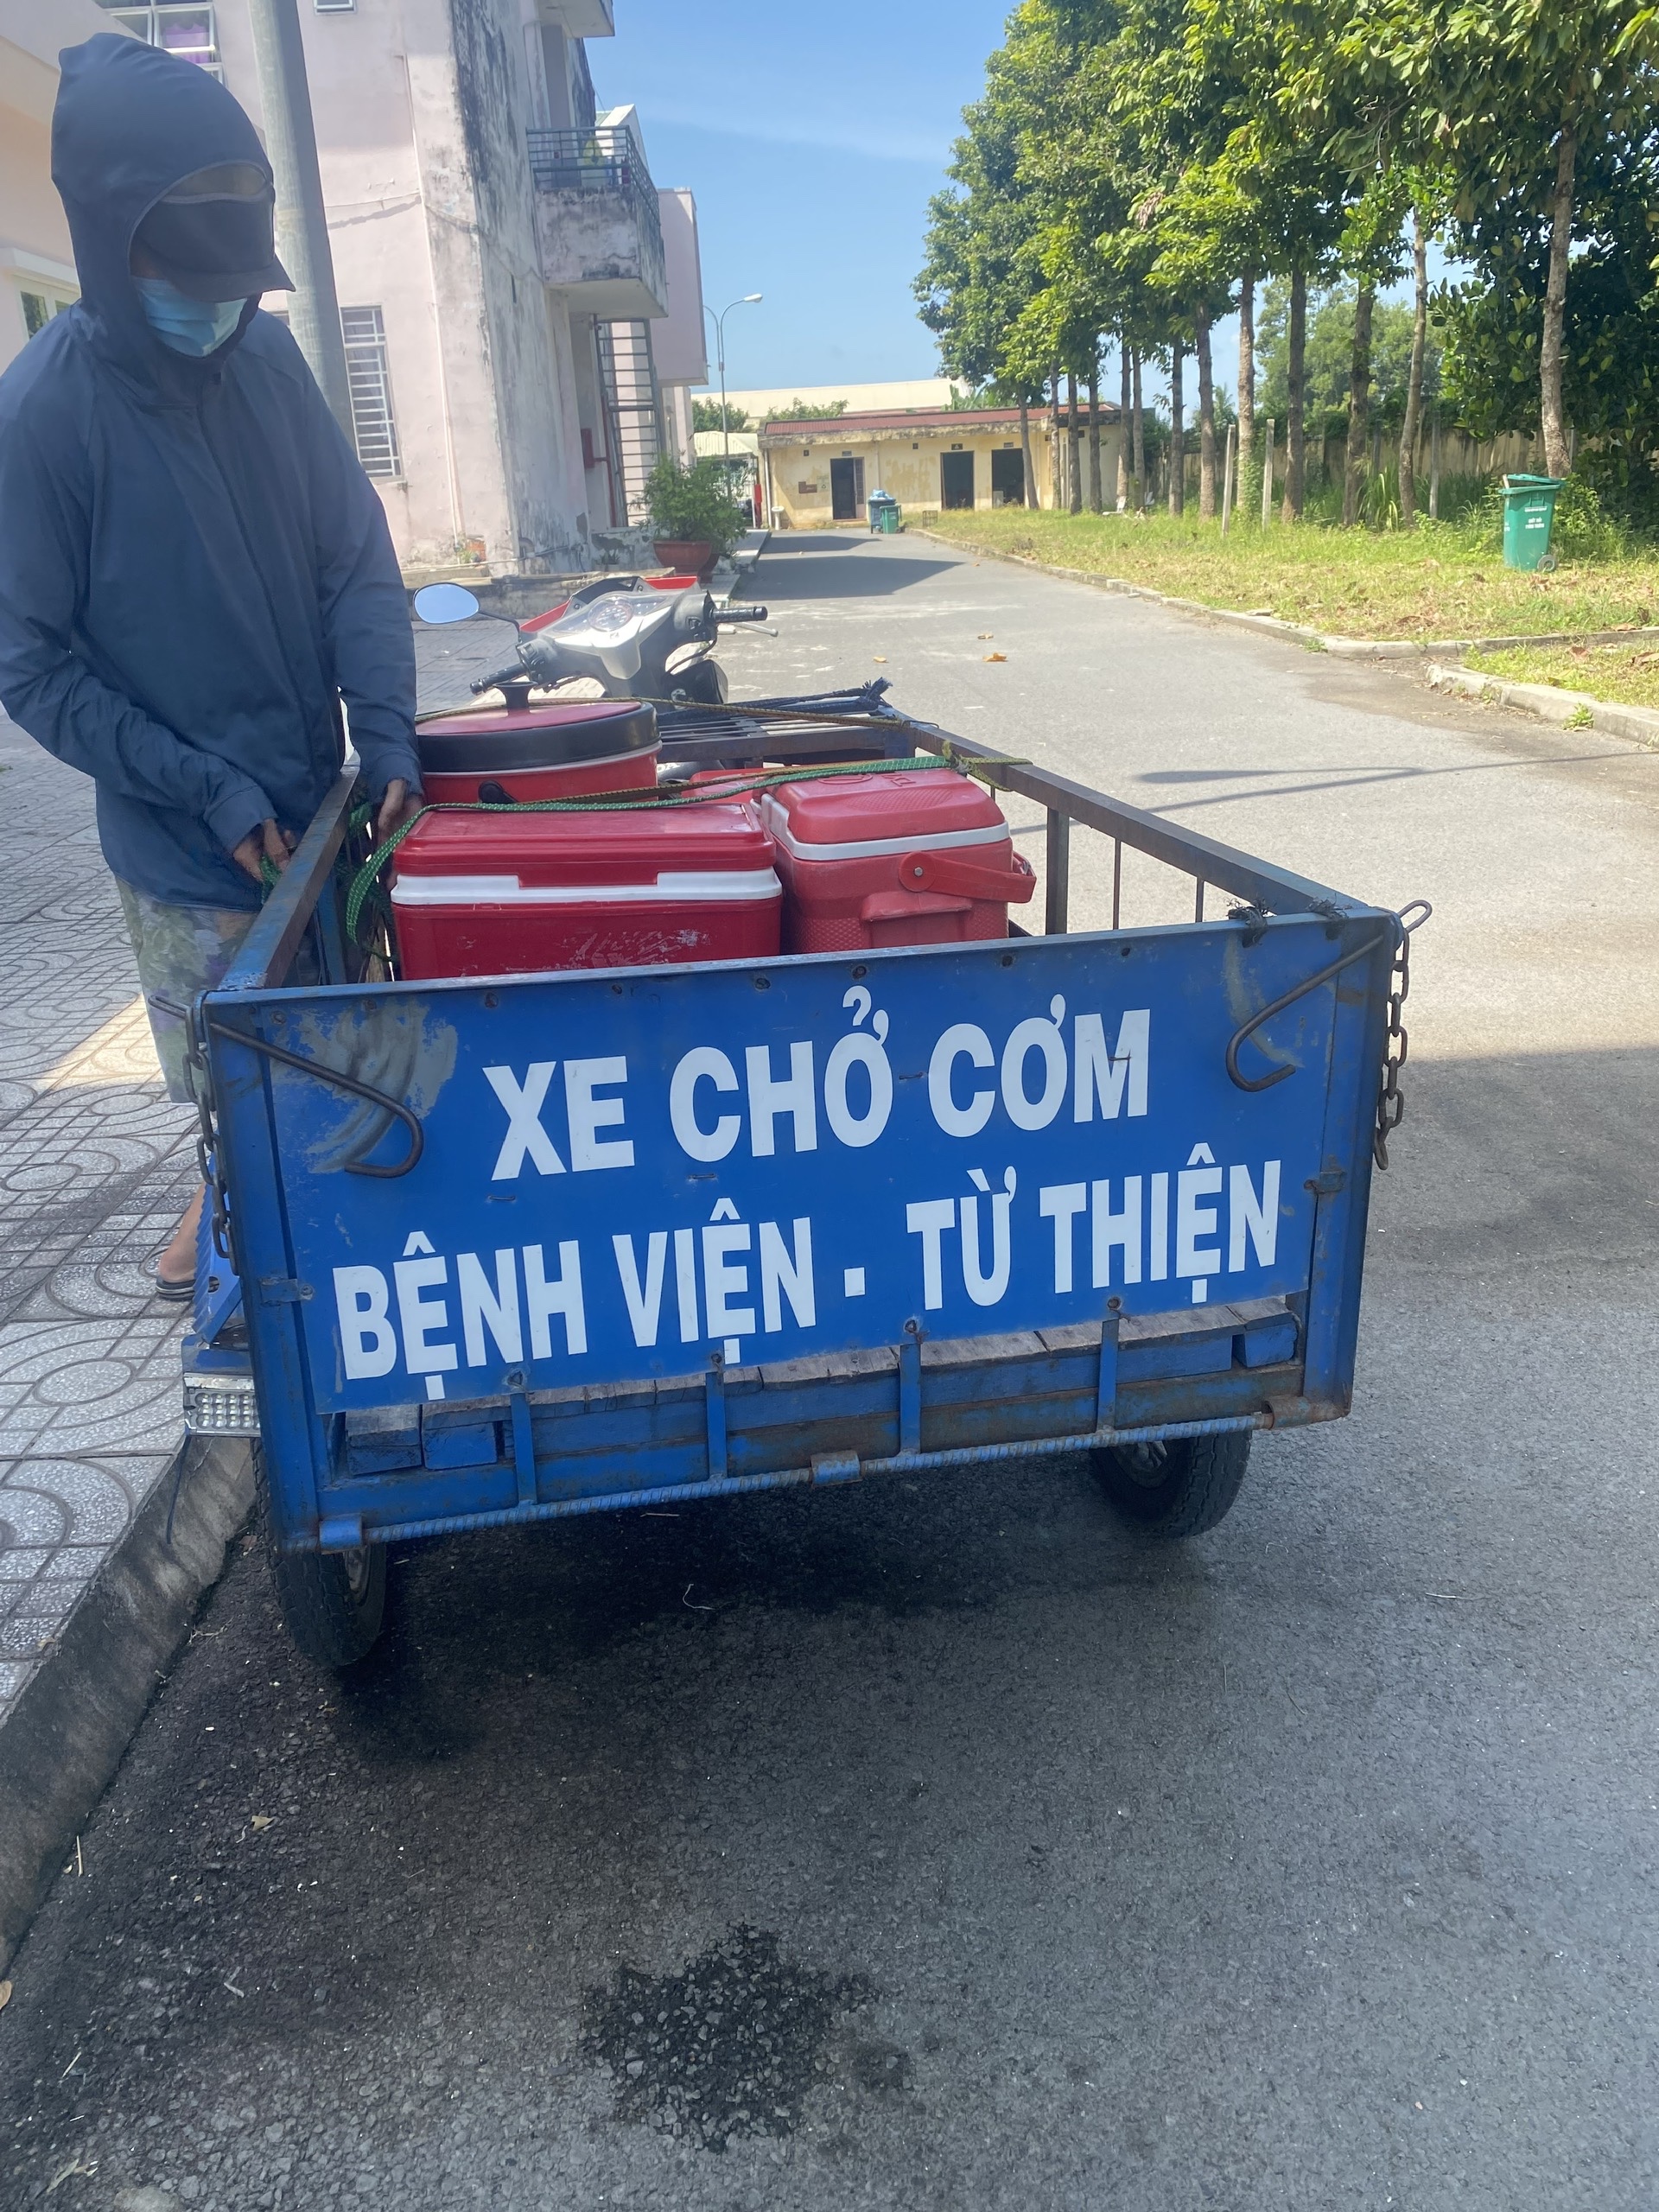 XE CHỞ CƠM
BỆNH VIỆN . TỪ THIỆN